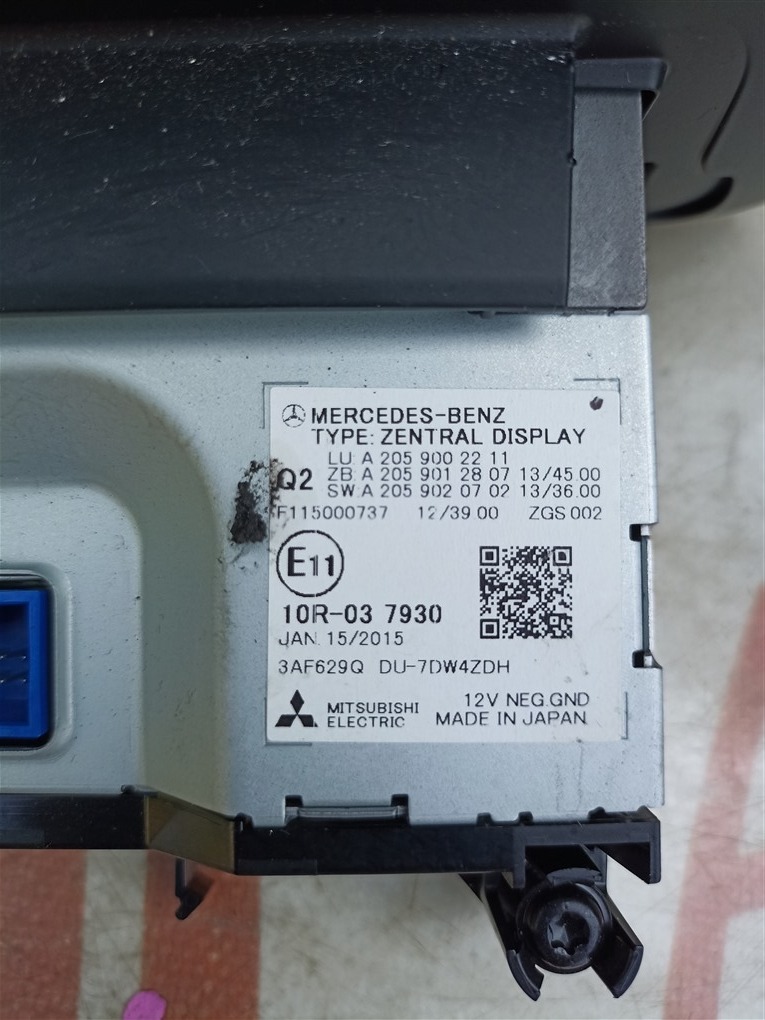 MERCEDES-BENZ
TYPE: ZENTRAL DISPLAY
LU: A 205 900 22 11
Q2 ZB: A 205 901 28 07 13/45.00
SW: A 205 902 07 02 13/36.00
F115000737 12/39.00 ZGS 002
E11
10R-03 7930
JAN. 15/2015
3AF629Q DU-7DW4ZDH
MITSUBISHI ELECTRIC
12V NEG.GND
MADE IN JAPAN